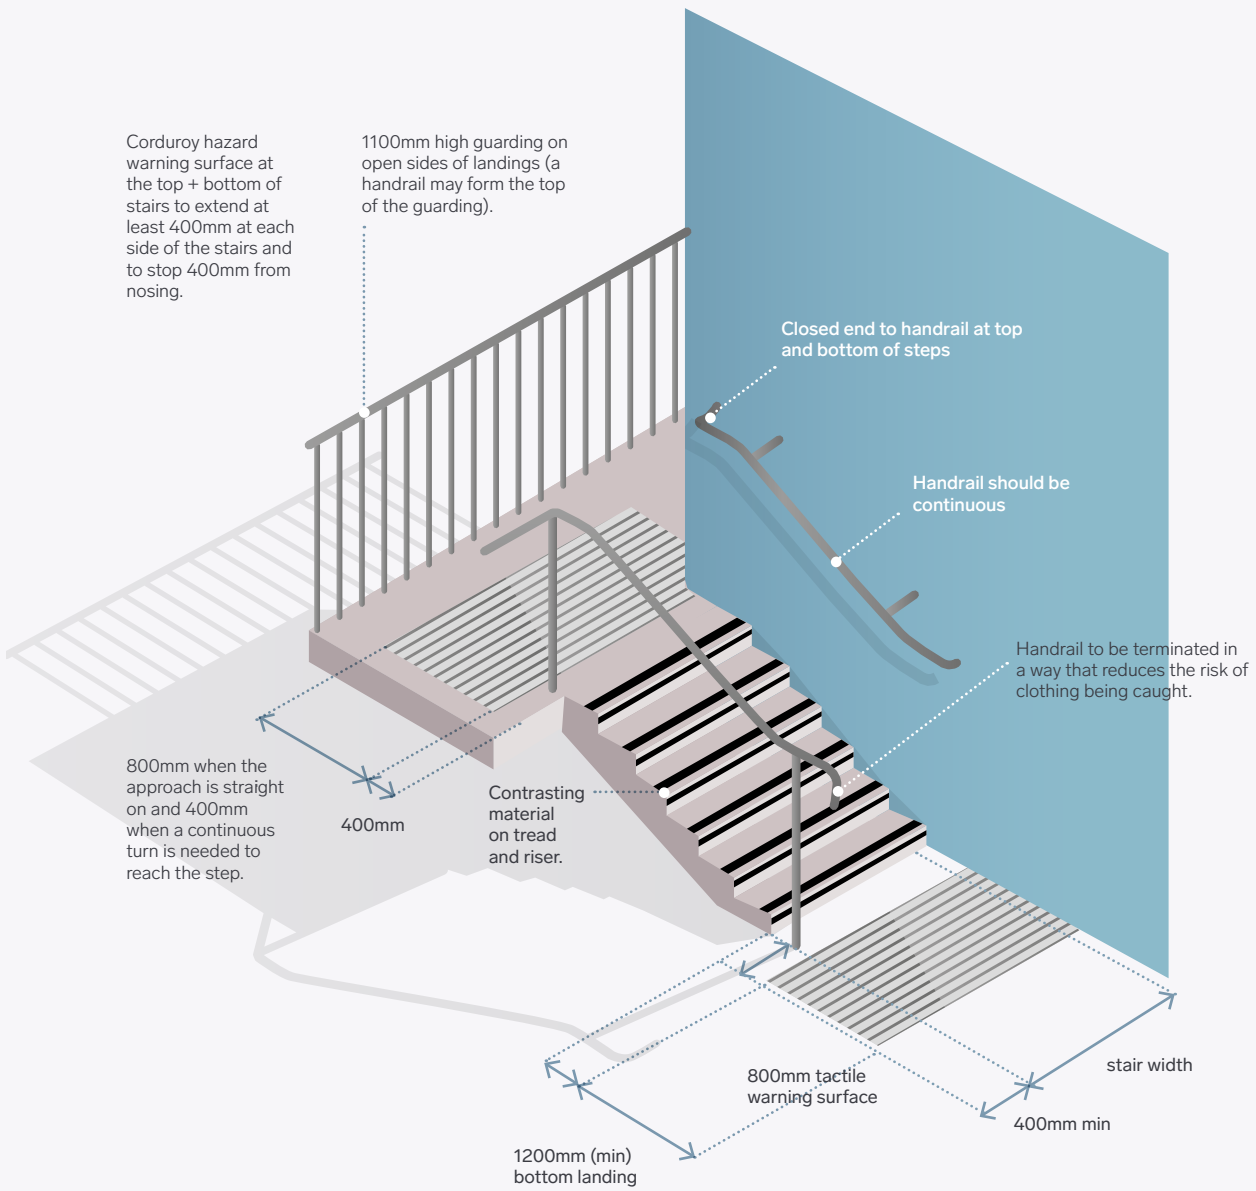 Corduroy hazard
warning surface at
the top + bottom of
stairs to extend at
least 400mm at each
side of the stairs and
to stop 400mm from
nosing.
1100mm high guarding on
open sides of landings (a
handrail may form the top
of the guarding).
Closed end to handrail at top
and bottom of steps
Handrail should be
continuous
Handrail to be terminated in
a way that reduces the risk of
clothing being caught.
800mm when the
approach is straight
on and 400mm
when a continuous
turn is needed to
reach the step.
400mm
Contrasting
material
on tread
and riser.
800mm tactile
warning surface
stair width
400mm min
1200mm (min)
bottom landing